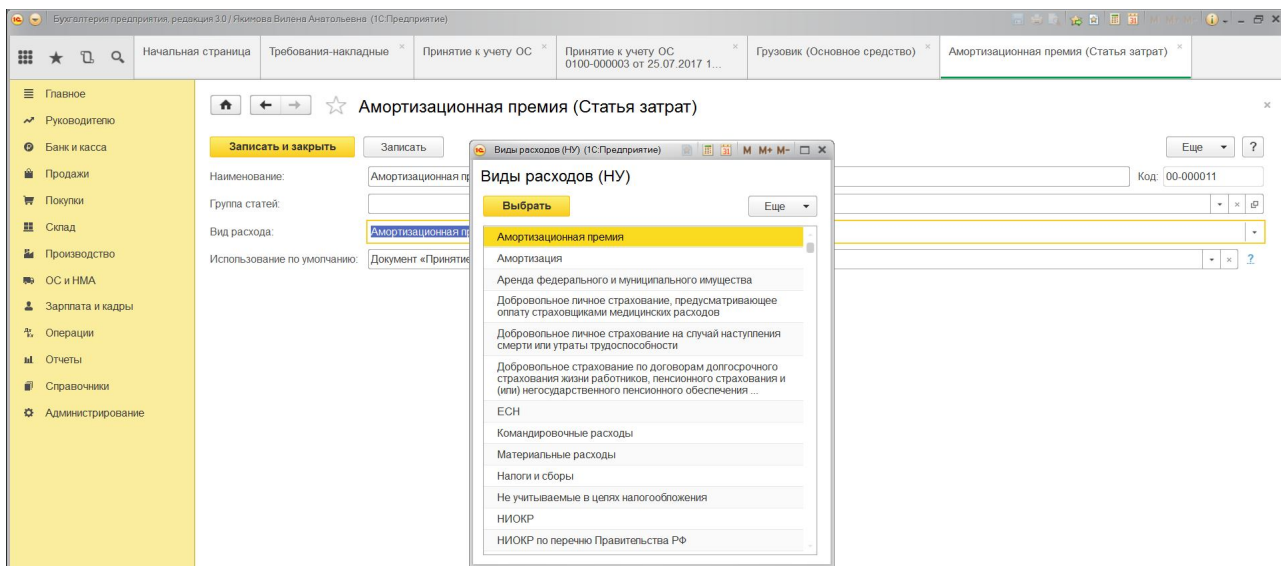 Бухгалтерия предприятия, редакция 3.0 / Якимова Вилена Анатольевна (1С:Предприятие)
M M+ M-
Начальная страница
Требования-накладные
Принятие к учету ОС
Принятие к учету ОС
0100-000003 от 25.07.2017 1...
Грузовик (Основное средство)
Амортизационная премия (Статья затрат)
Главное
Руководителю
Банк и касса
Продажи
Покупки
Склад
Производство
ОС и НМА
Зарплата и кадры
Операции
Отчеты
Справочники
Администрирование
Амортизационная премия (Статья затрат)
Записать и закрыть
Записать
Еще
?
Наименование:
Амортизационная
Код: 00-000011
Группа статей:
Вид расхода:
Амортизационная
Использование по умолчанию:
Документ «Принятие
?
Виды расходов (НУ) (1С:Предприятие)
M M+ M-
Виды расходов (НУ)
Выбрать
Еще
Амортизационная премия
Амортизация
Аренда федерального и муниципального имущества
Добровольное личное страхование, предусматривающее
оплату страховщиками медицинских расходов
Добровольное личное страхование на случай наступления
смерти или утраты трудоспособности
Добровольное страхование по договорам долгосрочного
страхования жизни работников, пенсионного страхования и
(или) негосударственного пенсионного обеспечения ...
ЕСН
Командировочные расходы
Материальные расходы
Налоги и сборы
Не учитываемые в целях налогообложения
НИОКР
НИОКР по перечню Правительства РФ